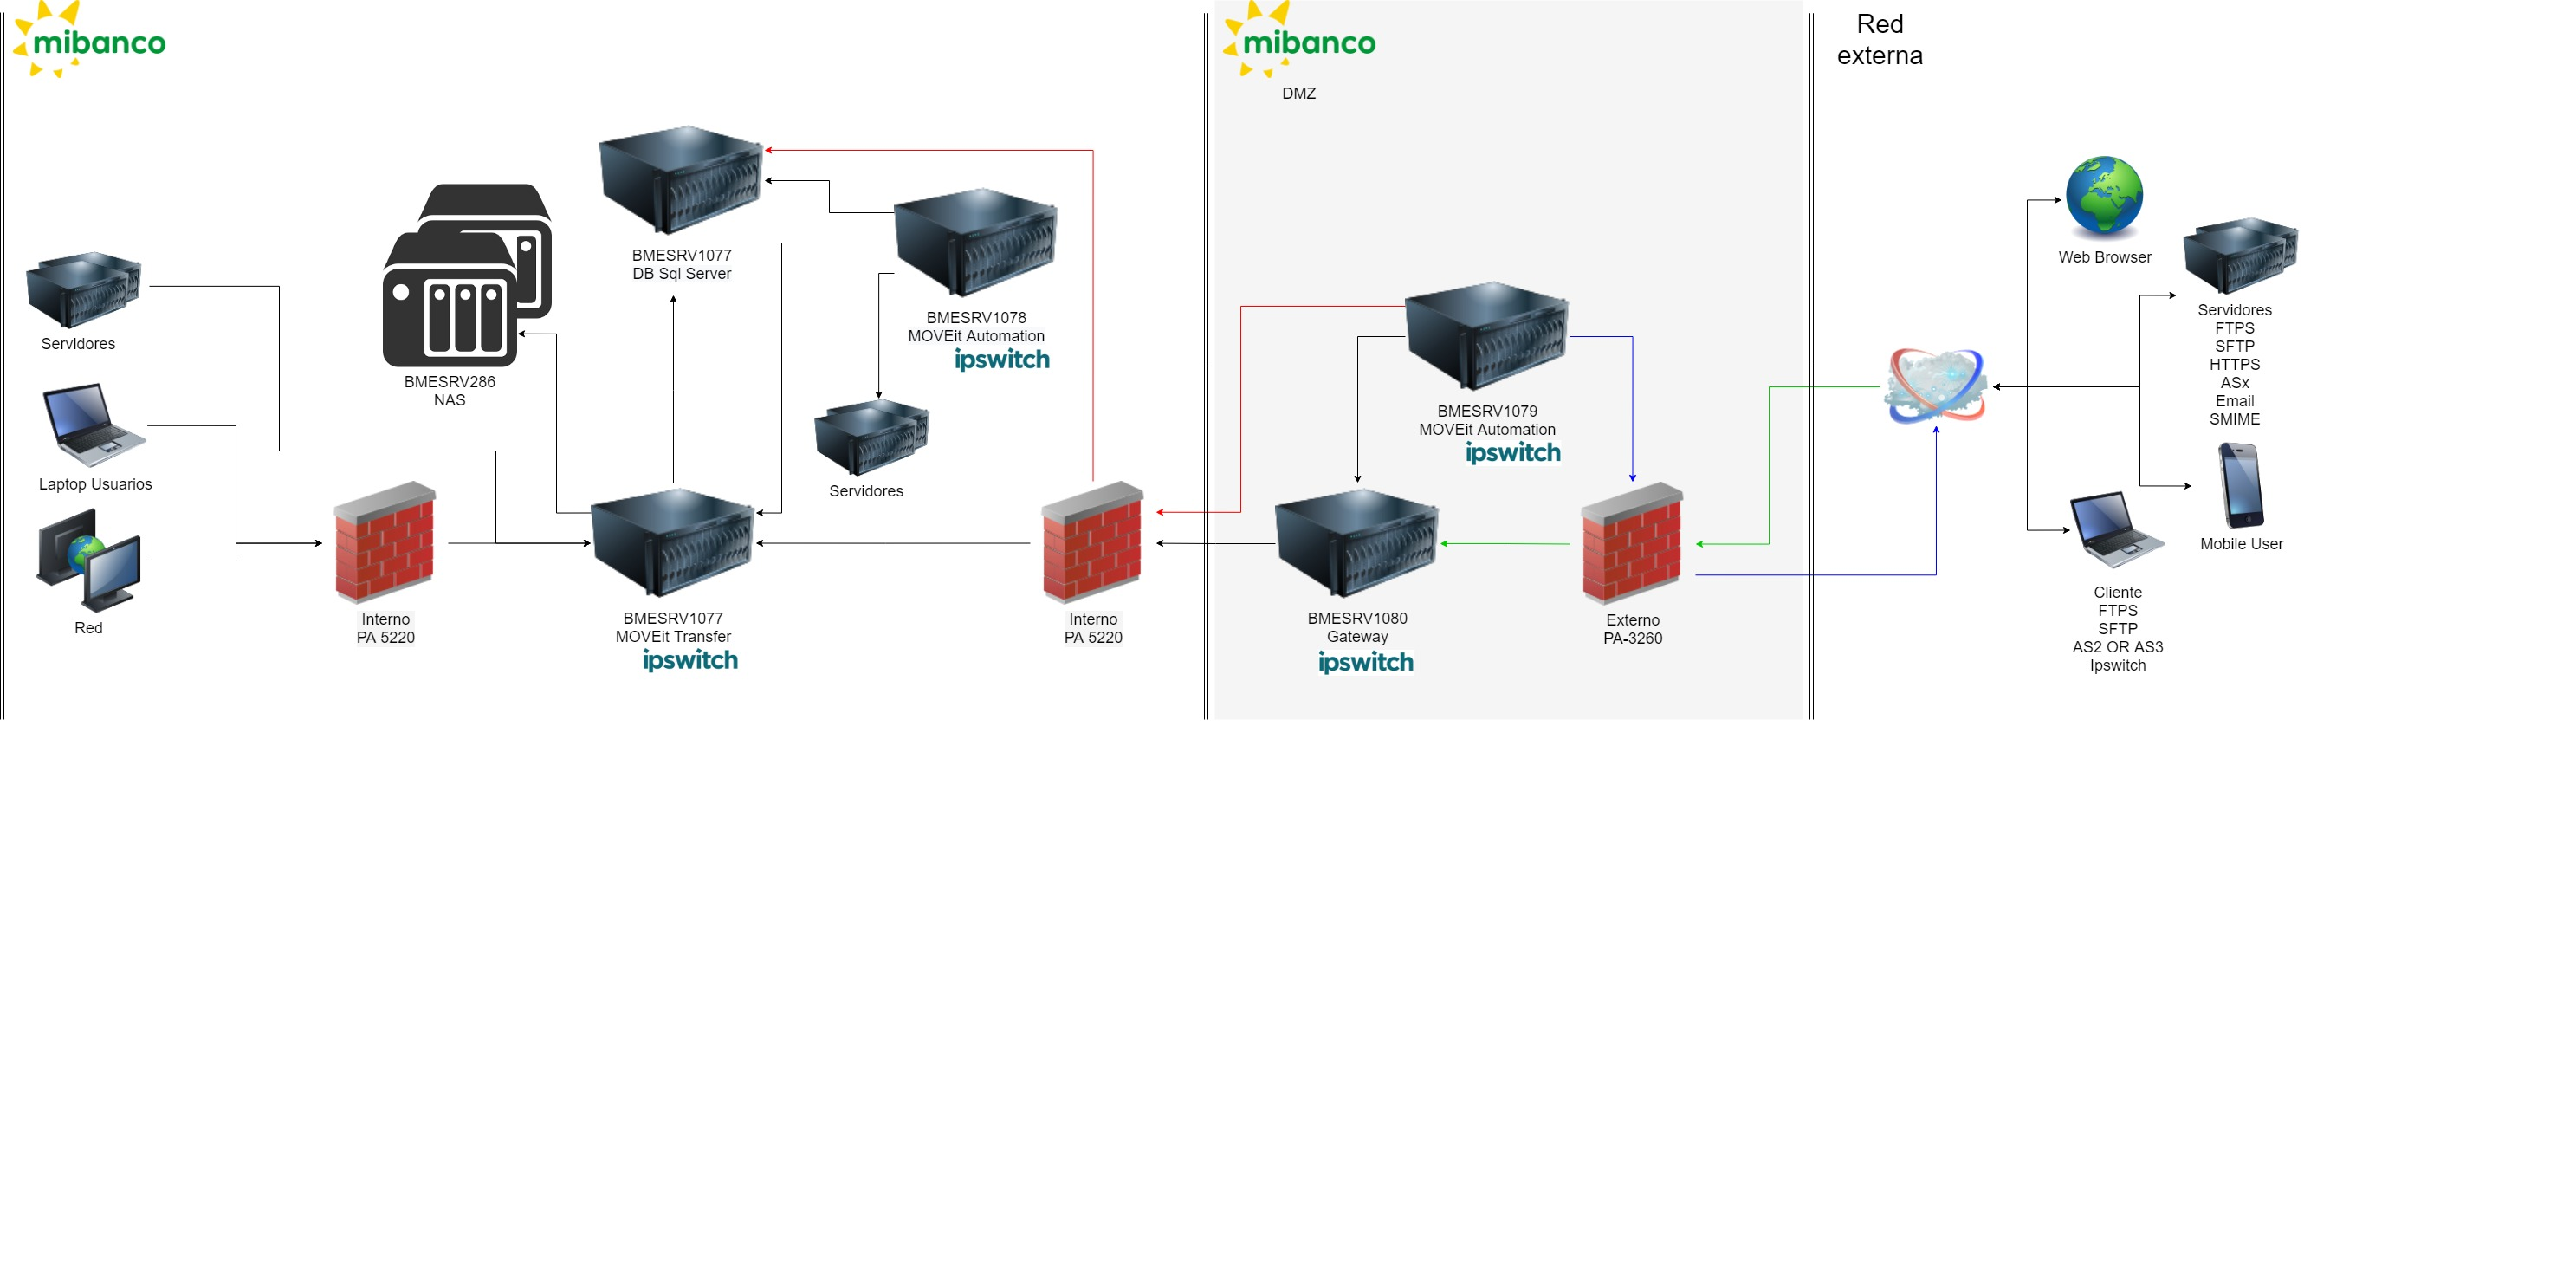 mibanco
Servidores
Laptop Usuarios
Red
BMESRV286
NAS
Interno
PA 5220
BMESRV1077
DB Sql Server
BMESRV1078
MOVEit Automation
ipswitch
Servidores
BMESRV1077
MOVEit Transfer
ipswitch
Interno
PA 5220
mibanco
DMZ
BMESRV1079
MOVEit Automation
ipswitch
BMESRV1080
Gateway
ipswitch
Externo
PA-3260
Red
externa
Web Browser
Servidores
FTPS
SFTP
HTTPS
ASx
Email
SMIME
Mobile User
Cliente
FTPS
SFTP
AS2 OR AS3
Ipswitch